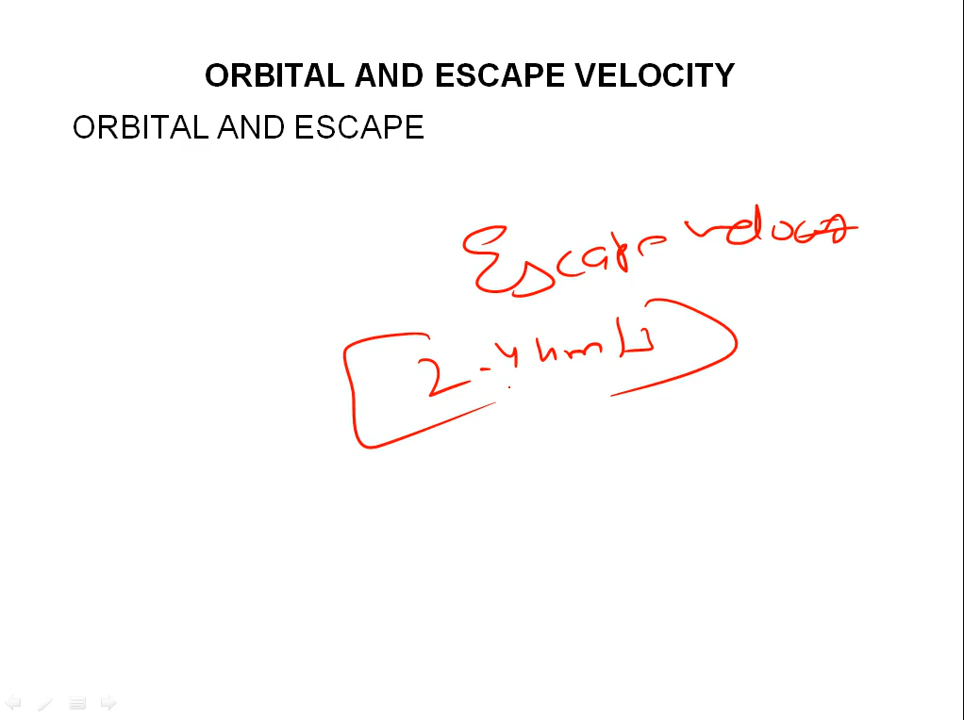 ORBITAL AND ESCAPE VELOCITY
ORBITAL AND ESCAPE
Escape velocity
2.4 km/s